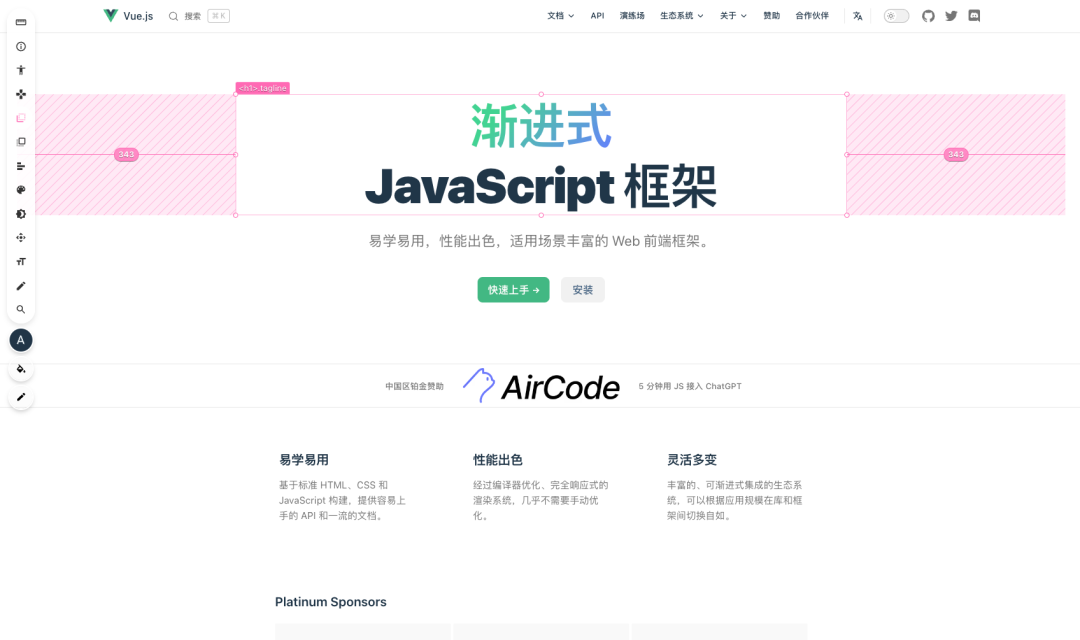 Vue.js
搜索
⌘ K
文档
API
演练场
生态系统
关于
赞助
合作伙伴
<h1>.tagline
渐进式
JavaScript 框架
343
343
易学易用，性能出色，适用场景丰富的 Web 前端框架。
快速上手 →
安装
A
中国区铂金赞助
AirCode
5 分钟用 JS 接入 ChatGPT
易学易用
基于标准 HTML、CSS 和
JavaScript 构建，提供容易上
手的 API 和一流的文档。
性能出色
经过编译器优化、完全响应式的
渲染系统，几乎不需要手动优
化。
灵活多变
丰富的、可渐进式集成的生态系
统，可以根据应用规模在库和框
架间切换自如。
Platinum Sponsors